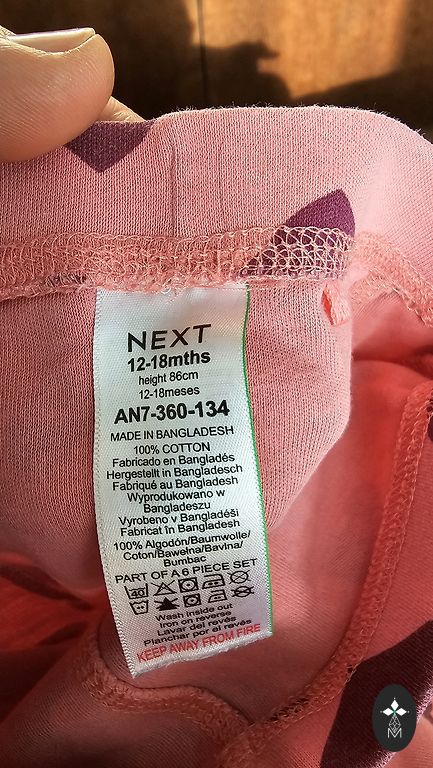 NEXT
12-18mths
height 86cm
12-18meses
AN7-360-134
MADE IN BANGLADESH
100% COTTON
Fabricado en Bangladés
Hergestellt in Bangladesch
Fabriqué au Bangladesh
Wyprodukowano w
Bangladeszu
Vyrobeno v Bangladéši
Fabricat în Bangladesh
100% Algodón/Baumwolle/
Coton/Bawełna/Bavlna/
Bumbac
PART OF A 6 PIECE SET
40
Wash inside out
Iron on reverse
Lavar del revés
Planchar por el revés
KEEP AWAY FROM FIRE
M